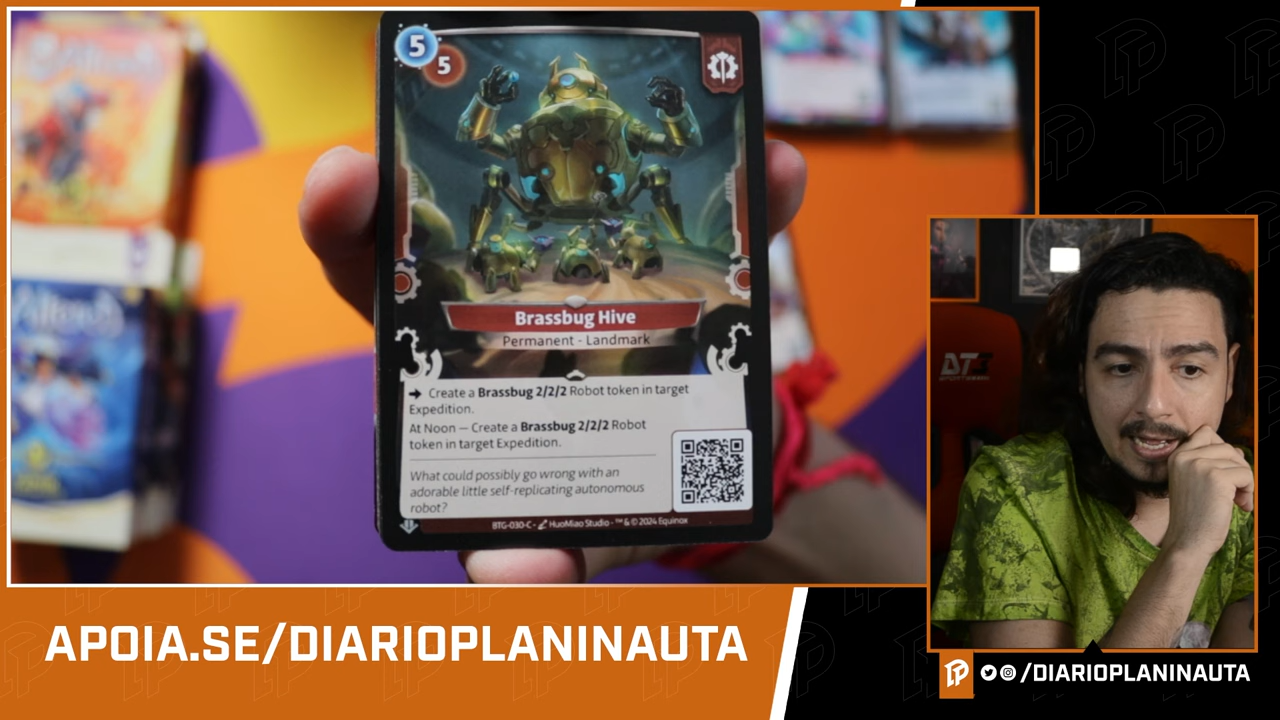 5
5
Brassbug Hive
Permanent - Landmark
Create a Brassbug 2/2/2 Robot token in target
Expedition.
At Noon — Create a Brassbug 2/2/2 Robot
token in target Expedition.
What could possibly go wrong with an
adorable little self-replicating autonomous
robot?
BTG-030-C - HuoMiao Studio - ™ & © 2024 Equinox
DT3
APOIA.SE/DIARIOPLANINAUTA
/DIARIOPLANINAUTA